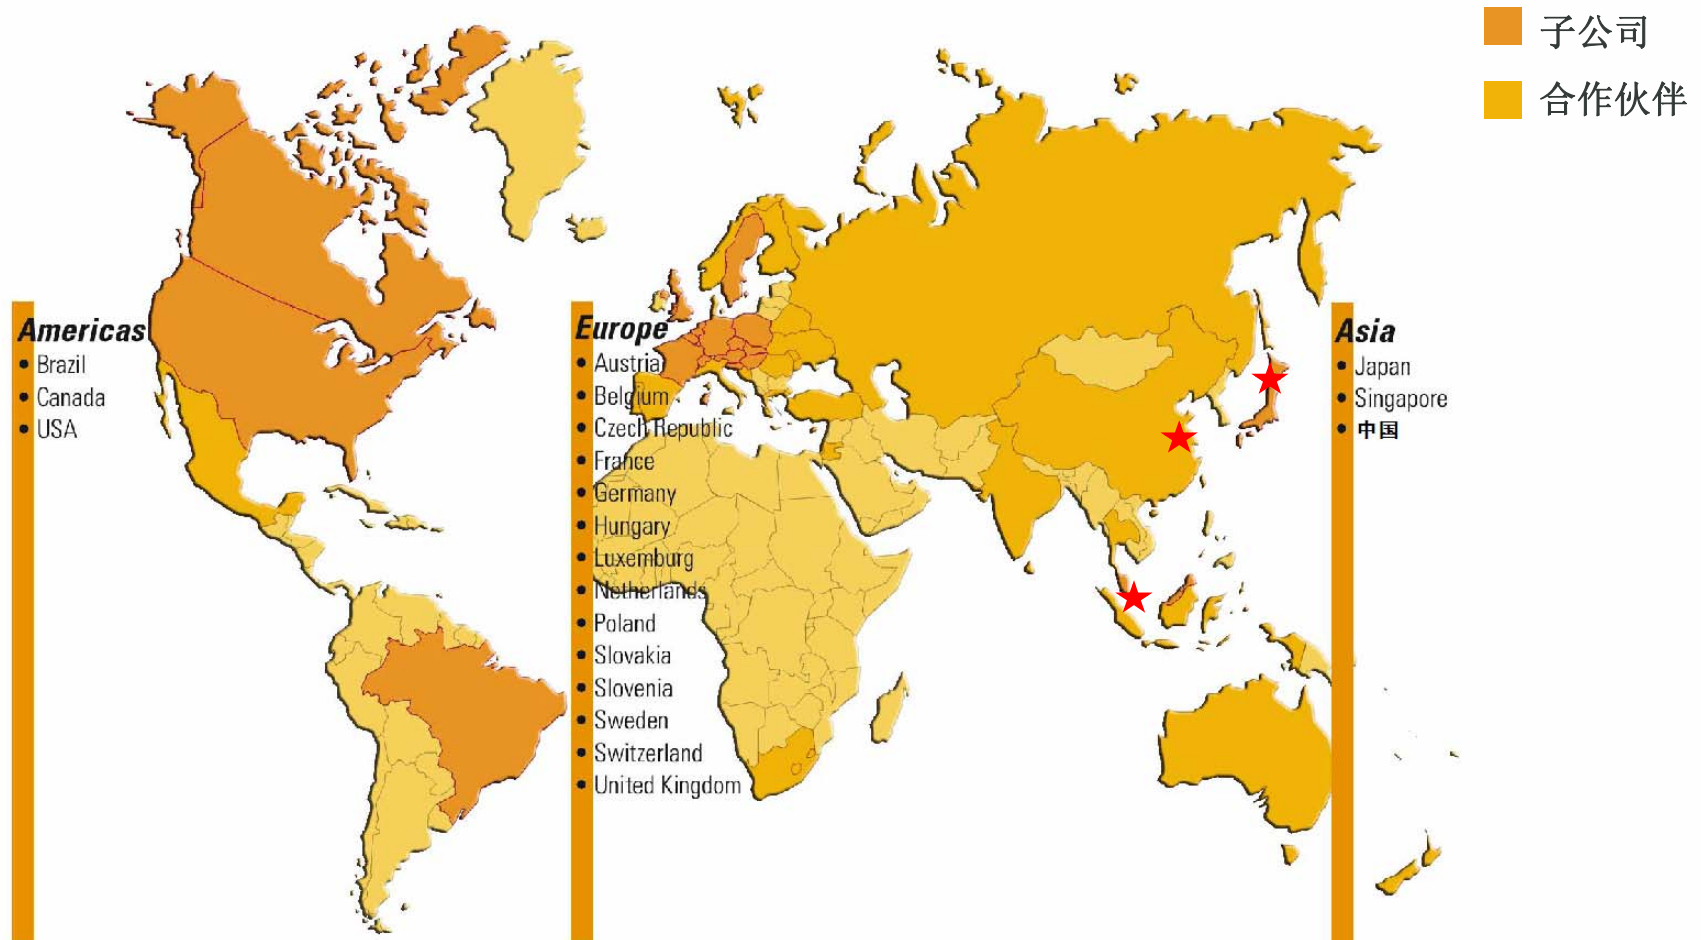 子公司
合作伙伴
Americas
Brazil
Canada
USA
Europe
Austria
Belgium
Czech Republic
France
Germany
Hungary
Luxemburg
Netherlands
Poland
Slovakia
Slovenia
Sweden
Switzerland
United Kingdom
Asia
Japan
Singapore
中国